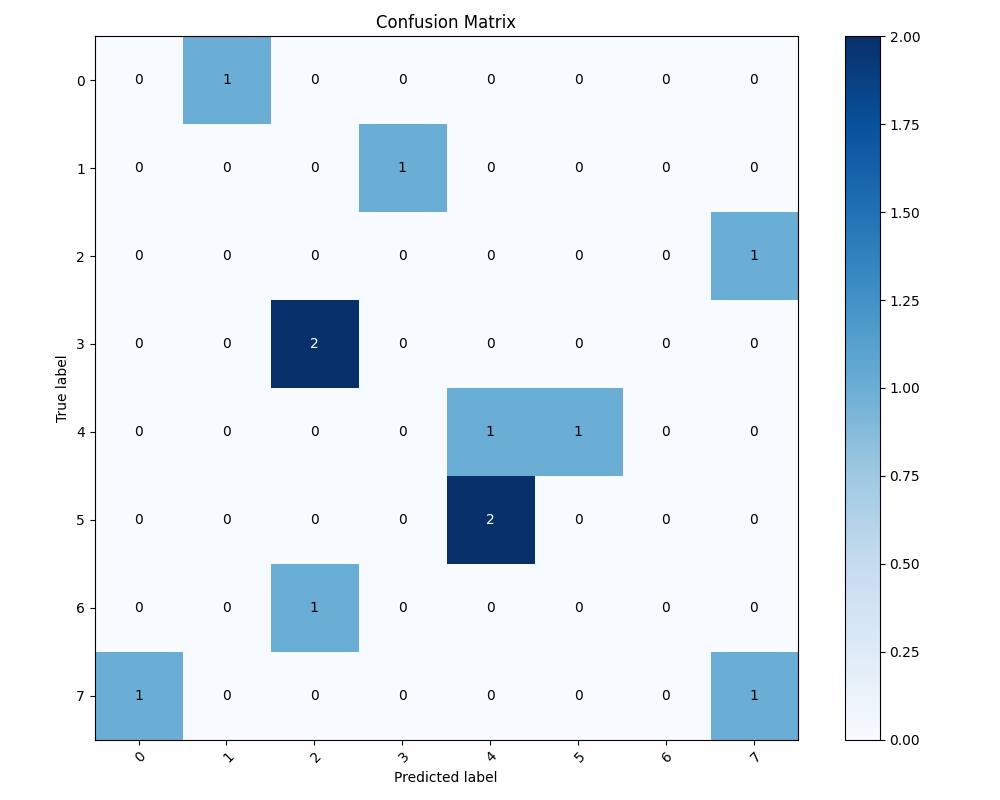 Confusion Matrix
0 0 1 0 0 0 0 0 0
1 0 0 0 1 0 0 0 0
2 0 0 0 0 0 0 0 1
3 0 0 2 0 0 0 0 0
4 0 0 0 0 1 1 0 0
5 0 0 0 0 2 0 0 0
6 0 0 1 0 0 0 0 0
7 1 0 0 0 0 0 0 1
True label
0 1 2 3 4 5 6 7
Predicted label
2.00
1.75
1.50
1.25
1.00
0.75
0.50
0.25
0.00